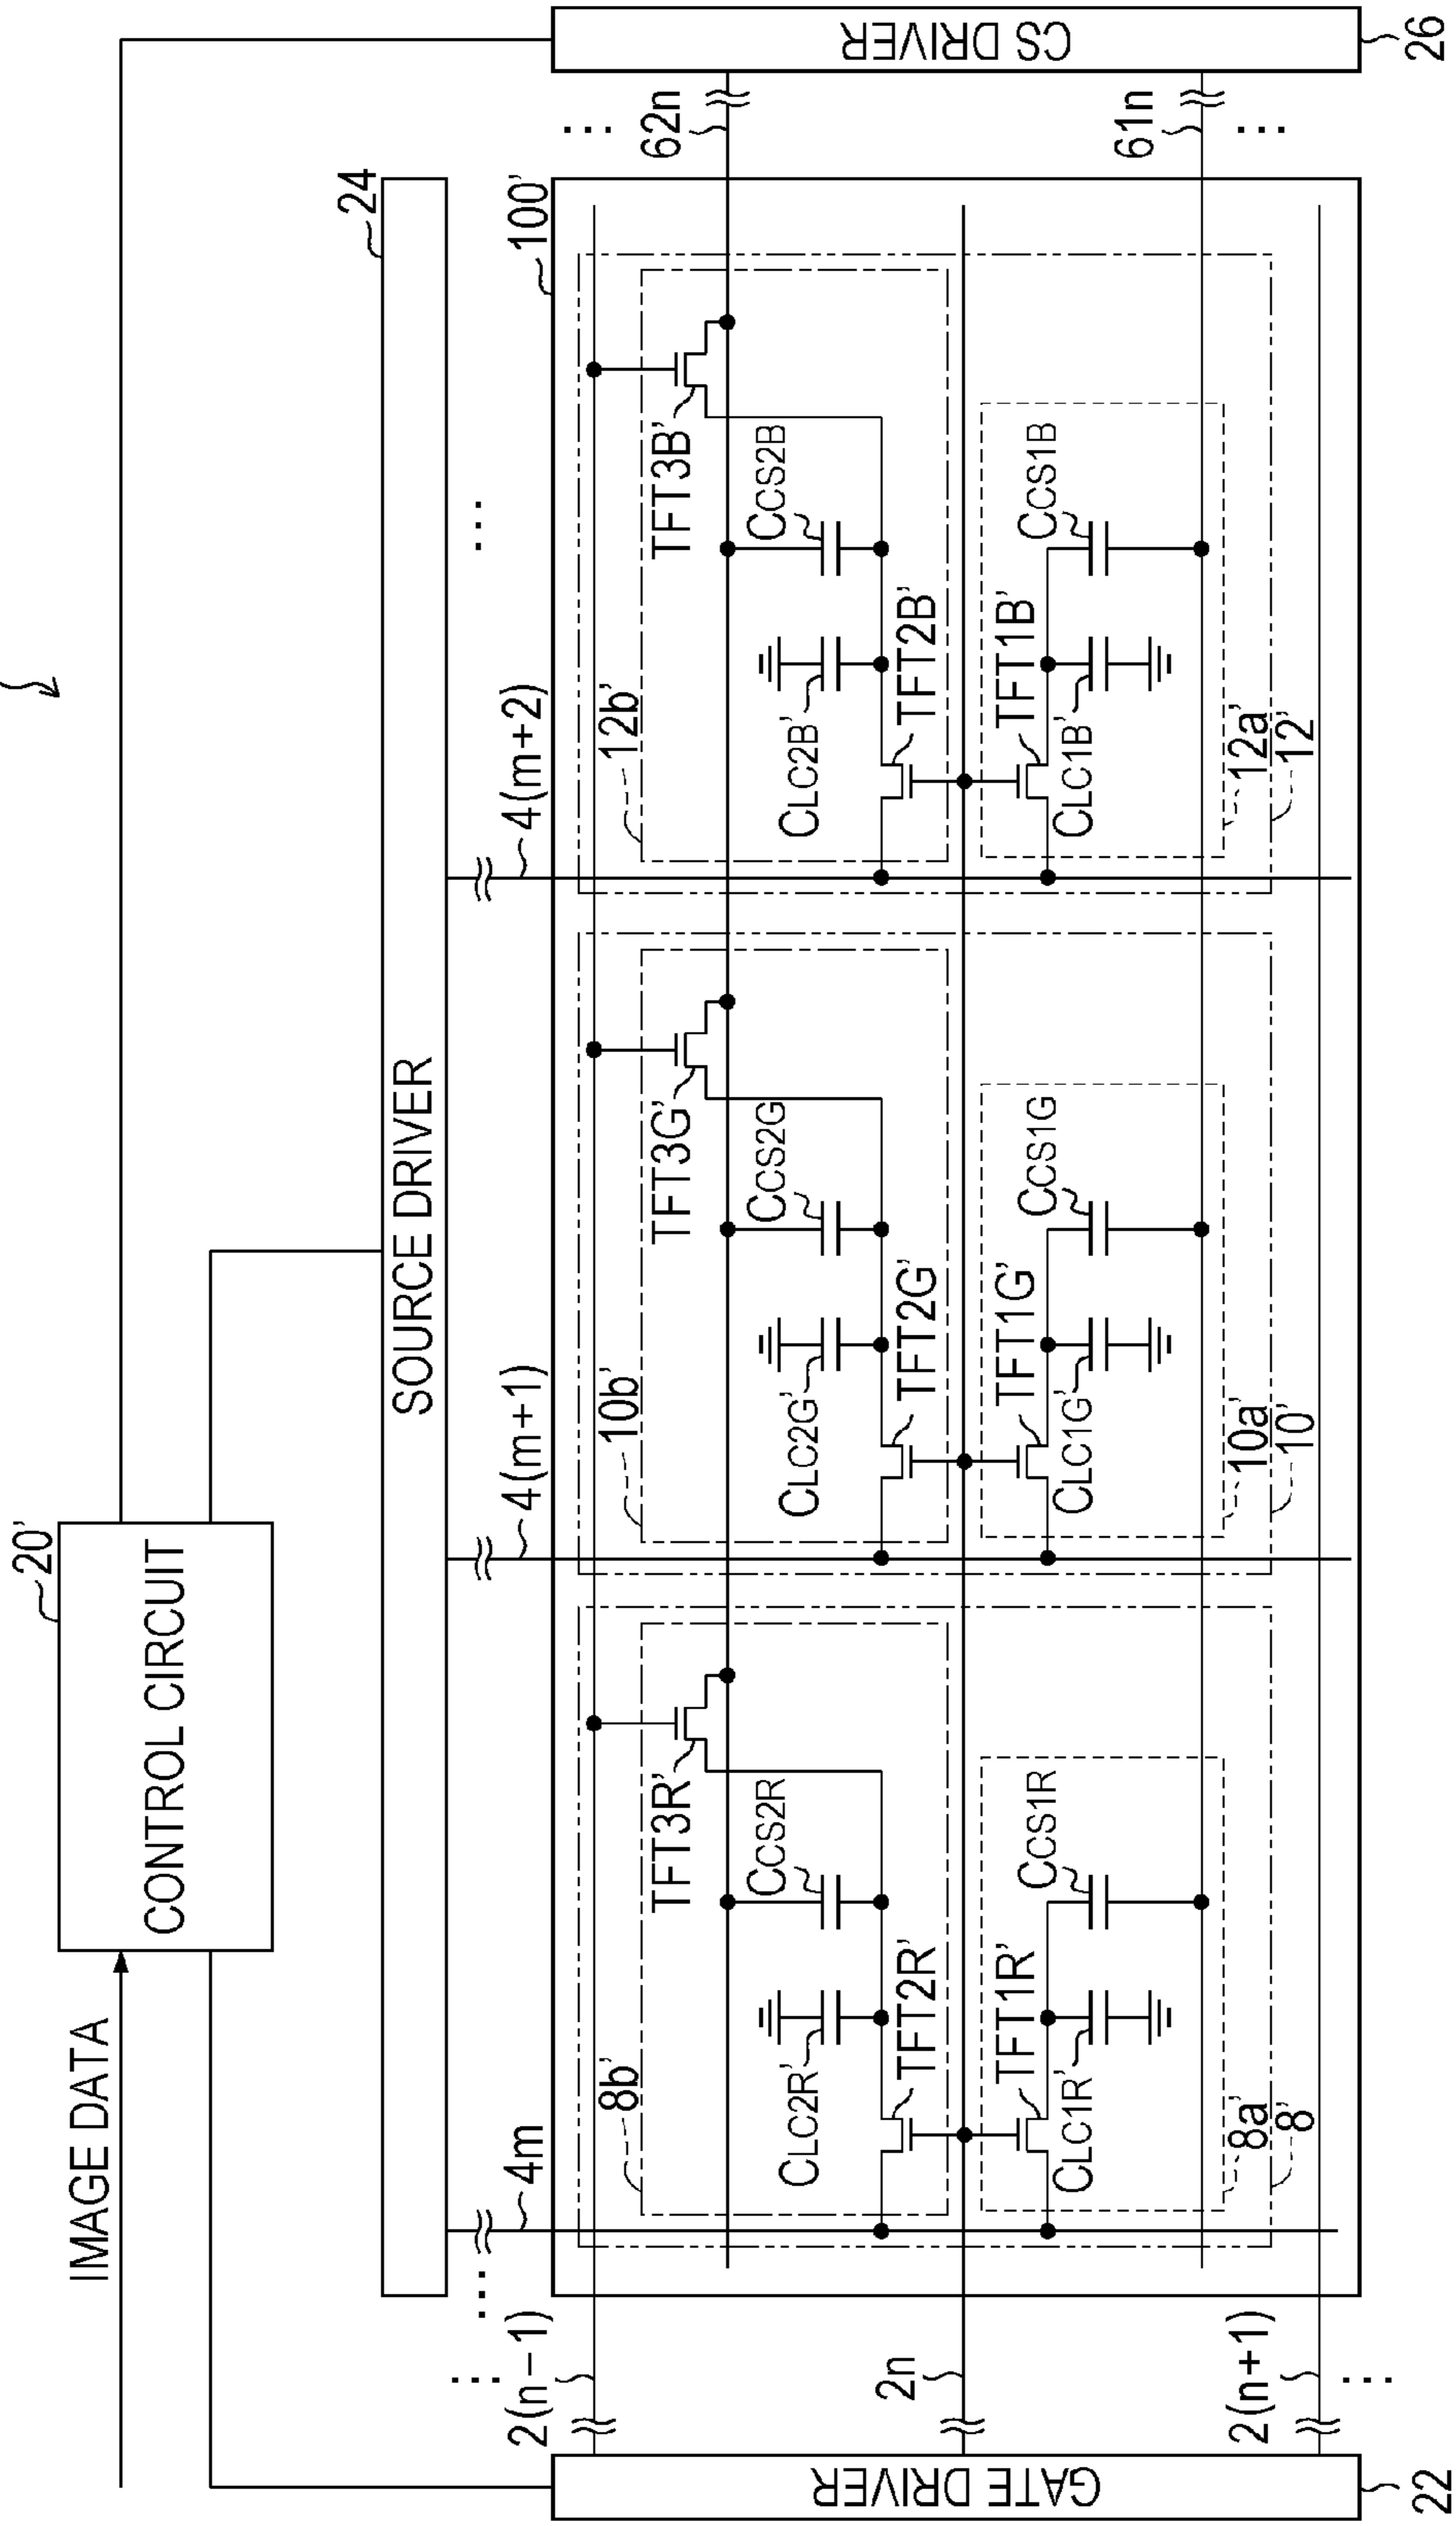 IMAGE DATA
CONTROL CIRCUIT
20'
SOURCE DRIVER
24
100'
GATE DRIVER
22
CS DRIVER
26
...
4m
4(m+1)
4(m+2)
...
...
2(n−1)
2n
2(n+1)
...
...
62n
61n
...
8b'
TFT3R'
CCS2R
CLC2R'
TFT2R'
TFT1R'
CCS1R
CLC1R'
8a'
8'
10b'
TFT3G'
CCS2G
CLC2G'
TFT2G'
TFT1G'
CCS1G
CLC1G'
10a'
10'
12b'
TFT3B'
CCS2B
CLC2B'
TFT2B'
TFT1B'
CCS1B
CLC1B'
12a'
12'